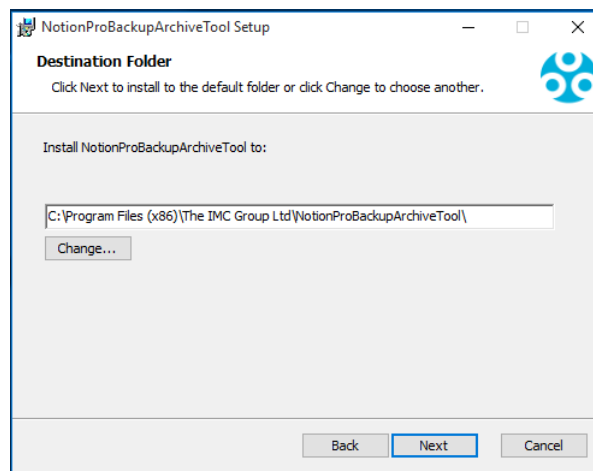 NotionProBackupArchiveTool Setup
Destination Folder
Click Next to install to the default folder or click Change to choose another.
Install NotionProBackupArchiveTool to:
C:\Program Files (x86)\The IMC Group Ltd\NotionProBackupArchiveTool\
Change...
Back Next Cancel